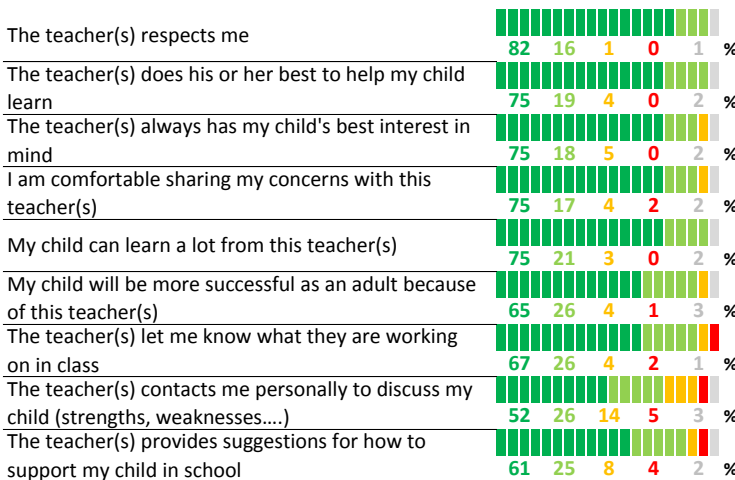 The teacher(s) respects me
82 16 1 0 1 %
The teacher(s) does his or her best to help my child
learn
75 19 4 0 2 %
The teacher(s) always has my child's best interest in
mind
75 18 5 0 2 %
I am comfortable sharing my concerns with this
teacher(s)
75 17 4 2 2 %
My child can learn a lot from this teacher(s)
75 21 3 0 2 %
My child will be more successful as an adult because
of this teacher(s)
65 26 4 1 3 %
The teacher(s) let me know what they are working
on in class
67 26 4 2 1 %
The teacher(s) contacts me personally to discuss my
child (strengths, weaknesses....)
52 26 14 5 3 %
The teacher(s) provides suggestions for how to
support my child in school
61 25 8 4 2 %